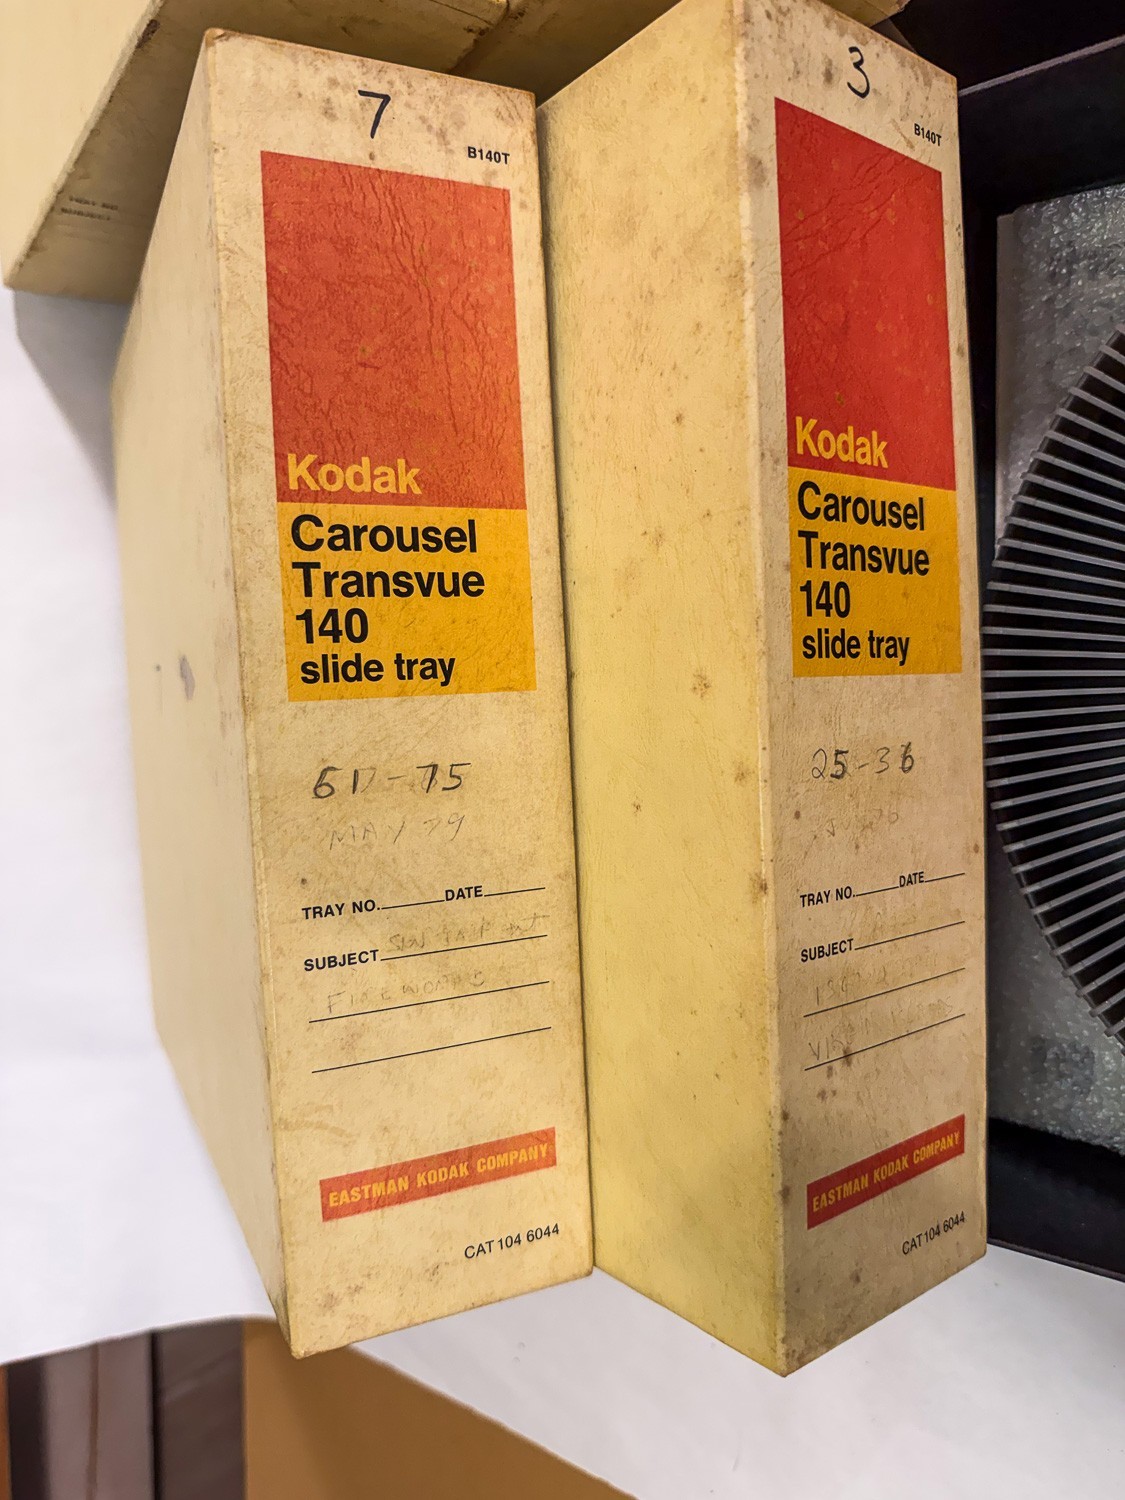 7
B140T
Kodak
Carousel
Transvue
140
slide tray
- 75
MAY 79
TRAY NO. DATE
SUBJECT
EASTMAN KODAK COMPANY
CAT 104 6044
3
B140T
Kodak
Carousel
Transvue
140
slide tray
25-36
TRAY NO. DATE
SUBJECT
EASTMAN KODAK COMPANY
CAT 104 6044